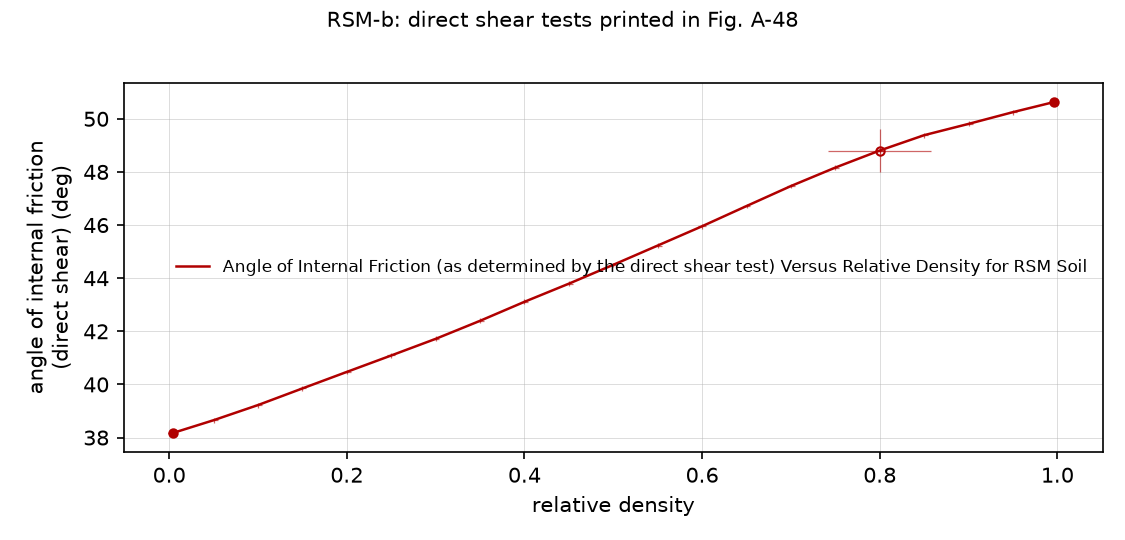 RSM-b: direct shear tests printed in Fig. A-48
angle of internal friction
(direct shear) (deg)
50
48
46
44
42
40
38
Angle of Internal Friction (as determined by the direct shear test) Versus Relative Density for RSM Soil
0.0 0.2 0.4 0.6 0.8 1.0
relative density